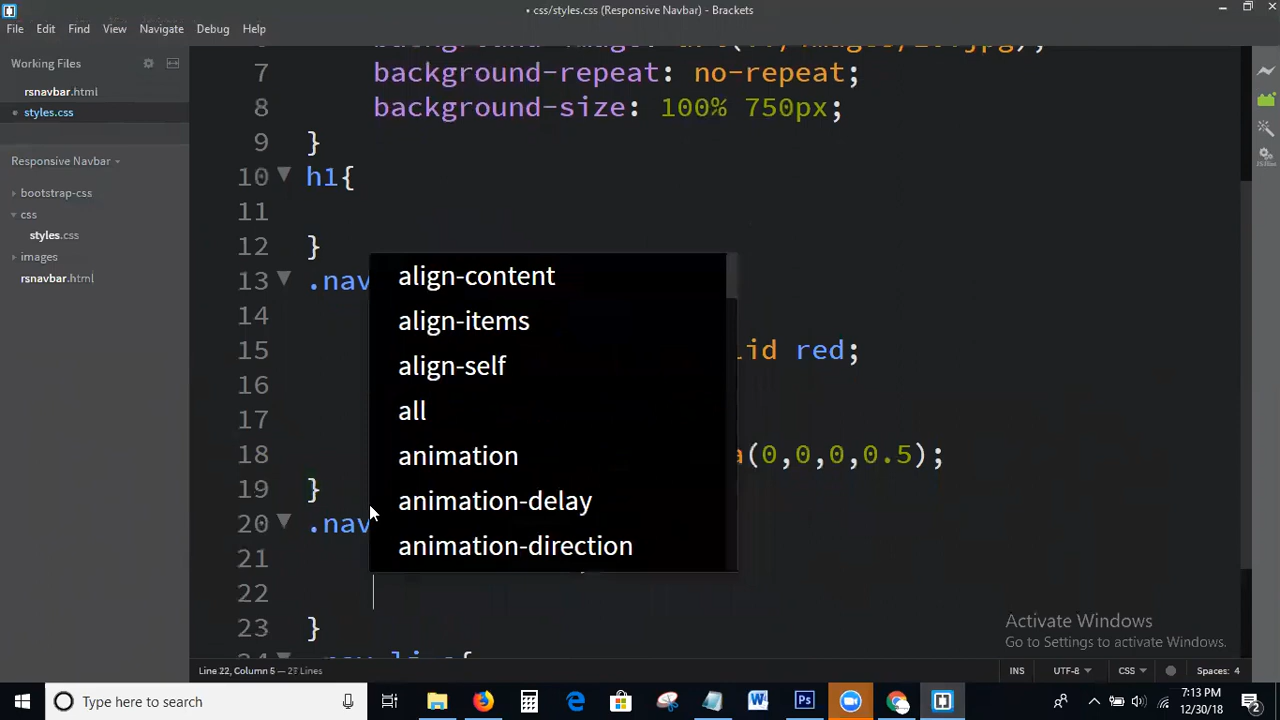 • css/styles.css (Responsive Navbar) - Brackets
File Edit Find View Navigate Debug Help
Working Files
rsnavbar.html
• styles.css
Responsive Navbar
bootstrap-css
css
styles.css
images
rsnavbar.html
7 background-repeat: no-repeat;
8 background-size: 100% 750px;
9 }
10 h1{
11
12 }
13 .nav
14
15 lid red;
16
17
18 a(0,0,0,0.5);
19 }
20 .nav
21
22
23 }
align-content
align-items
align-self
all
animation
animation-delay
animation-direction
Activate Windows
Go to Settings to activate Windows.
Line 22, Column 5 — 27 Lines
INS UTF-8 CSS Spaces: 4
Type here to search
7:13 PM
12/30/18
2